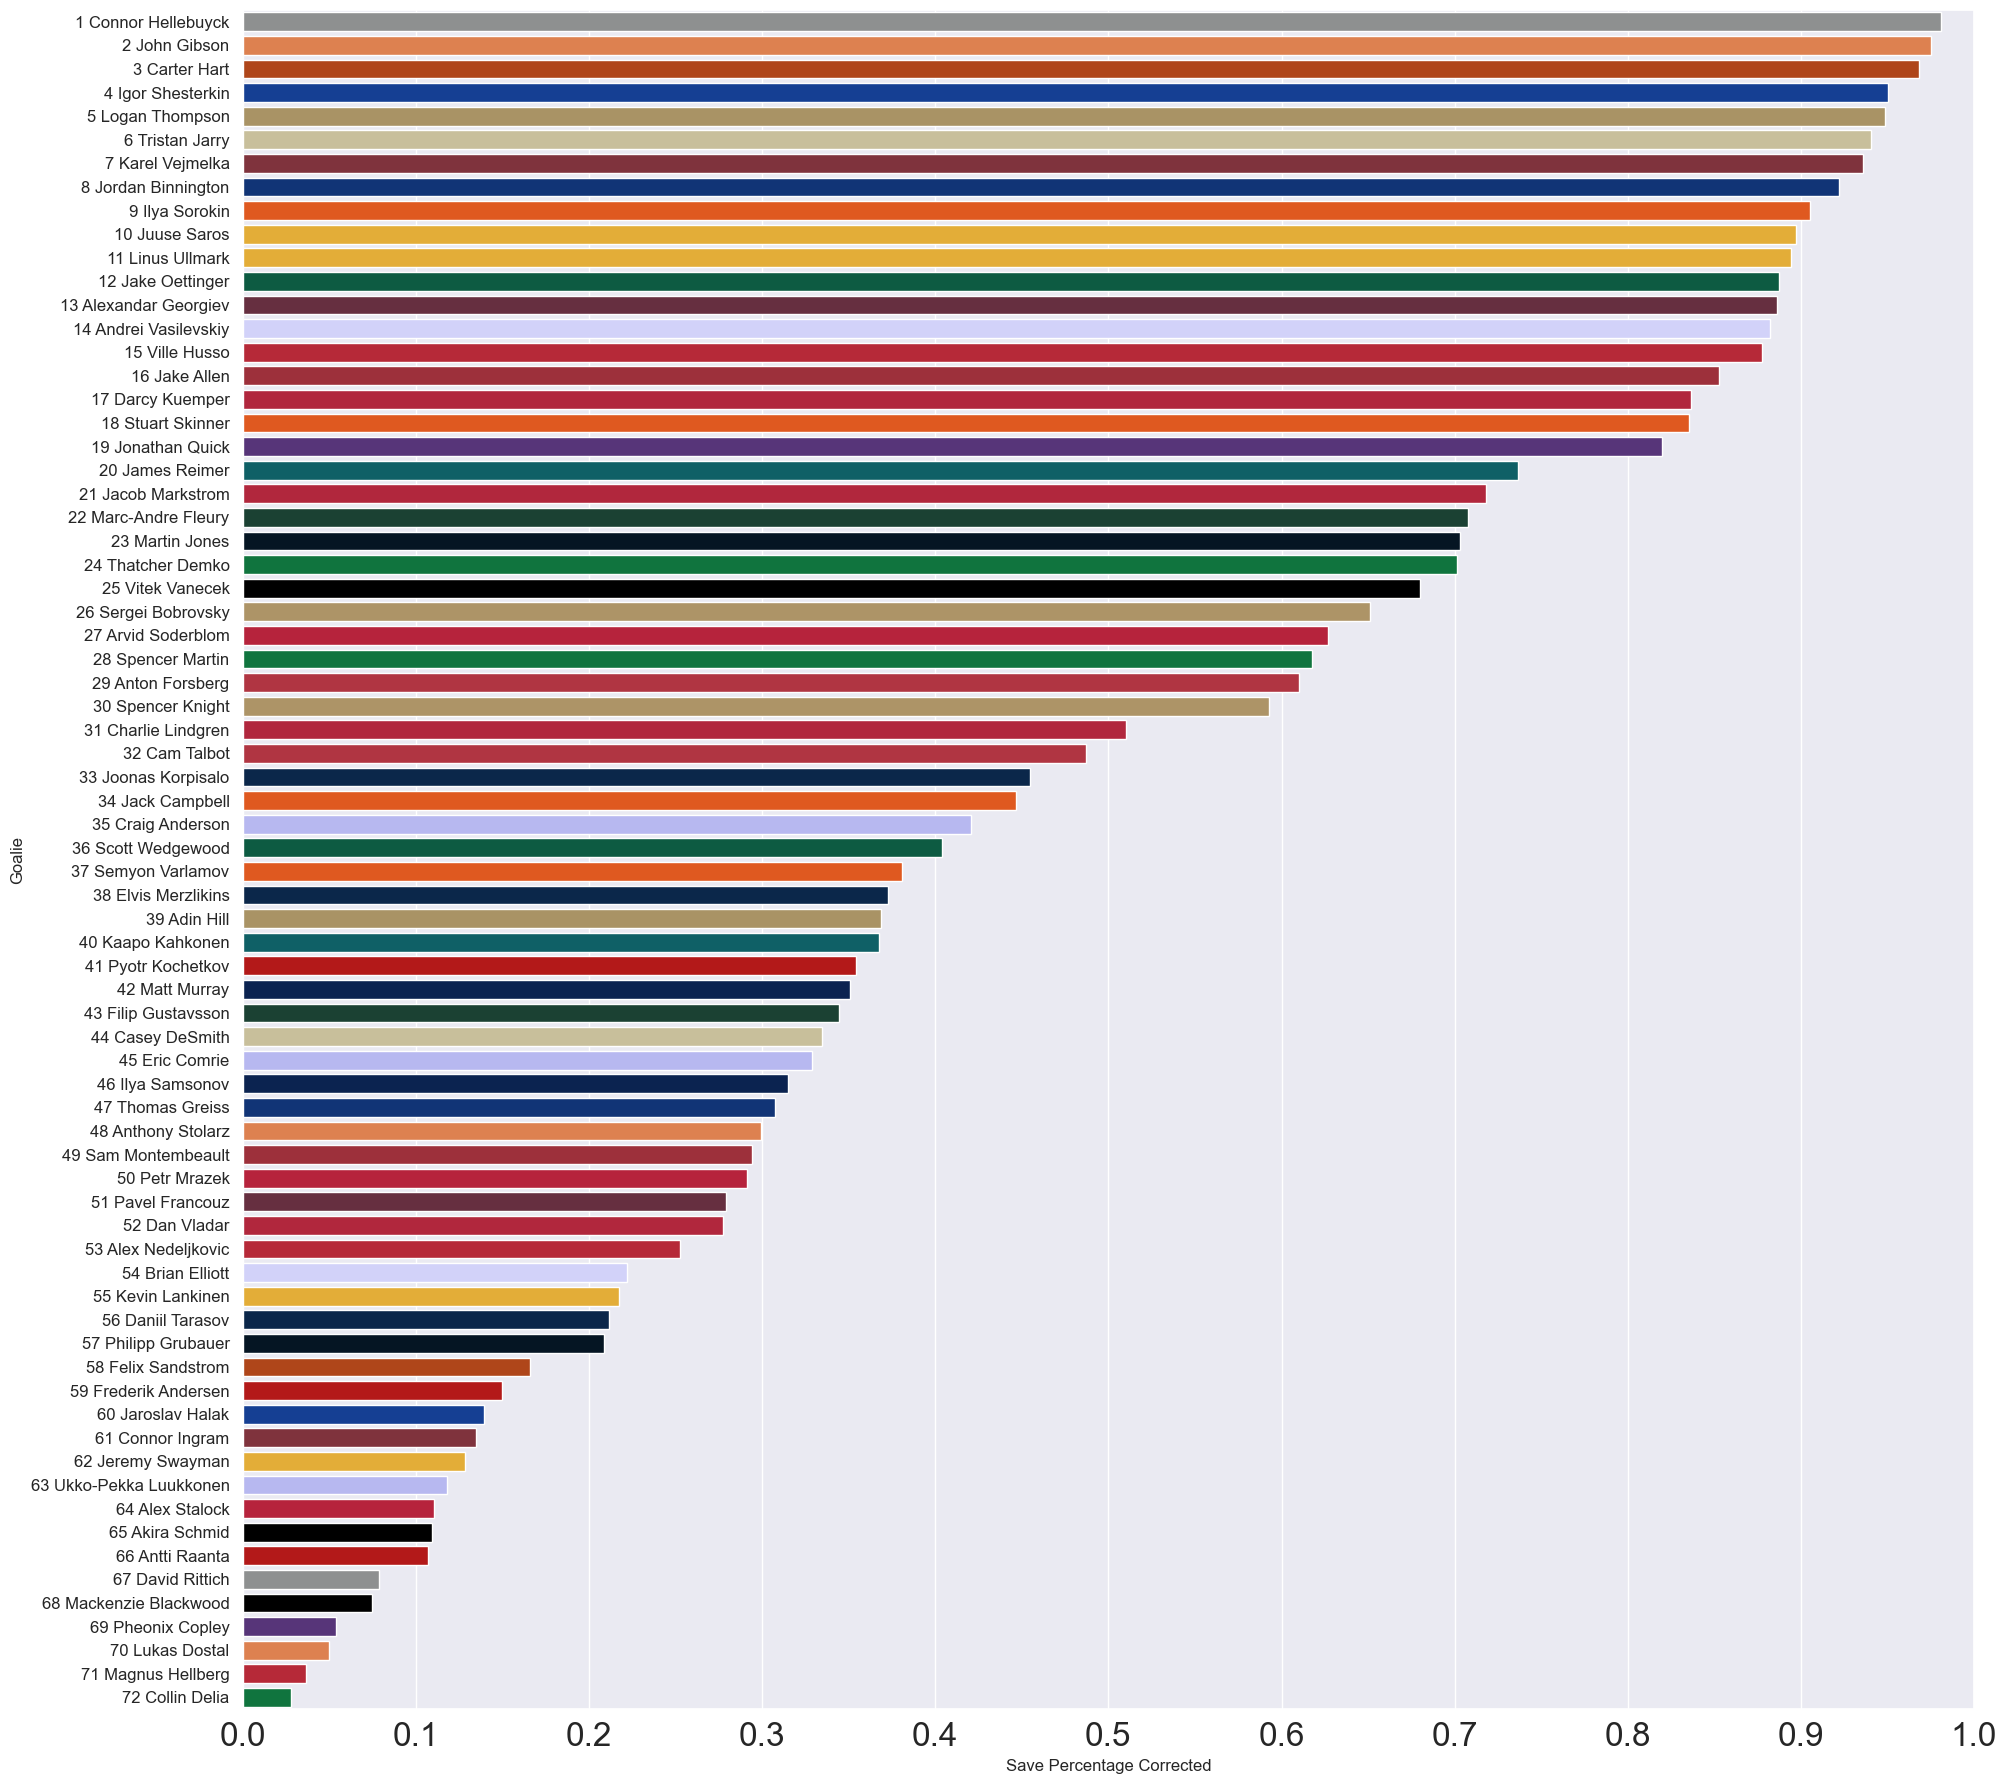 1 Connor Hellebuyck
2 John Gibson
3 Carter Hart
4 Igor Shesterkin
5 Logan Thompson
6 Tristan Jarry
7 Karel Vejmelka
8 Jordan Binnington
9 Ilya Sorokin
10 Juuse Saros
11 Linus Ullmark
12 Jake Oettinger
13 Alexandar Georgiev
14 Andrei Vasilevskiy
15 Ville Husso
16 Jake Allen
17 Darcy Kuemper
18 Stuart Skinner
19 Jonathan Quick
20 James Reimer
21 Jacob Markstrom
22 Marc-Andre Fleury
23 Martin Jones
24 Thatcher Demko
25 Vitek Vanecek
26 Sergei Bobrovsky
27 Arvid Soderblom
28 Spencer Martin
29 Anton Forsberg
30 Spencer Knight
31 Charlie Lindgren
32 Cam Talbot
33 Joonas Korpisalo
34 Jack Campbell
35 Craig Anderson
36 Scott Wedgewood
37 Semyon Varlamov
38 Elvis Merzlikins
39 Adin Hill
40 Kaapo Kahkonen
41 Pyotr Kochetkov
42 Matt Murray
43 Filip Gustavsson
44 Casey DeSmith
45 Eric Comrie
46 Ilya Samsonov
47 Thomas Greiss
48 Anthony Stolarz
49 Sam Montembeault
50 Petr Mrazek
51 Pavel Francouz
52 Dan Vladar
53 Alex Nedeljkovic
54 Brian Elliott
55 Kevin Lankinen
56 Daniil Tarasov
57 Philipp Grubauer
58 Felix Sandstrom
59 Frederik Andersen
60 Jaroslav Halak
61 Connor Ingram
62 Jeremy Swayman
63 Ukko-Pekka Luukkonen
64 Alex Stalock
65 Akira Schmid
66 Antti Raanta
67 David Rittich
68 Mackenzie Blackwood
69 Pheonix Copley
70 Lukas Dostal
71 Magnus Hellberg
72 Collin Delia
Goalie
0.0 0.1 0.2 0.3 0.4 0.5 0.6 0.7 0.8 0.9 1.0
Save Percentage Corrected